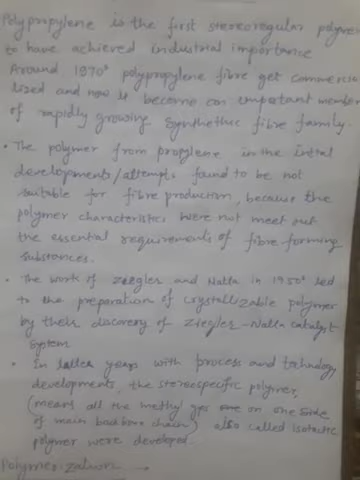 Polypropylene is the first stereoregular polymer
to have achieved industrial importance
Around 1970s polypropylene fibre get commercia
lized and now it become an important member
of rapidly growing synthethic fibre family.
• The polymer from propylene in the initial
developments/attempts found to be not
suitable for fibre production, because the
polymer characteristics were not meet out
the essential requirements of fibre forming
substances.
• The work of Ziegler and Natta in 1950s led
to the preparation of crystallizable polymer
by their discovery of Ziegler-Natta catalyst
system
• In later years with process and technology
developments, the stereospecific polymer,
(means all the methyl gps are on one side
of main backbone chain) also called isotactic
polymer were developed.
Polymerization →